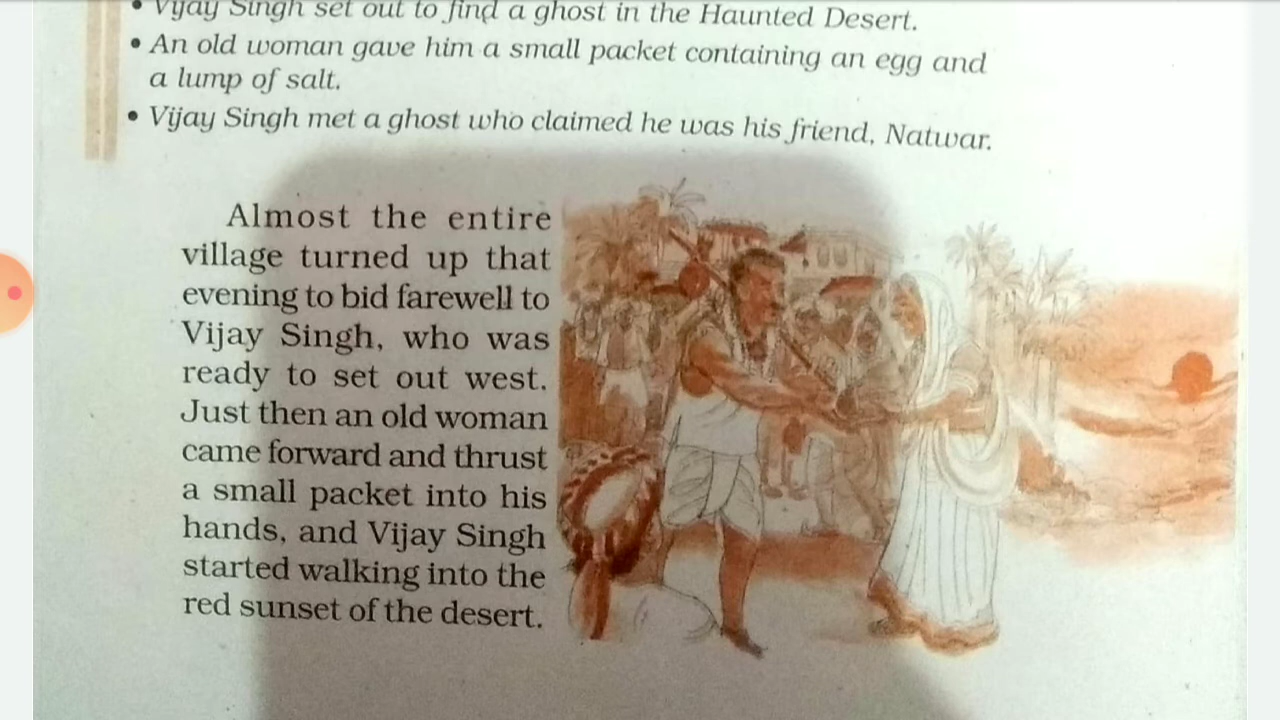 • Vijay Singh set out to find a ghost in the Haunted Desert.
• An old woman gave him a small packet containing an egg and
a lump of salt.
• Vijay Singh met a ghost who claimed he was his friend, Natwar.
Almost the entire
village turned up that
evening to bid farewell to
Vijay Singh, who was
ready to set out west.
Just then an old woman
came forward and thrust
a small packet into his
hands, and Vijay Singh
started walking into the
red sunset of the desert.